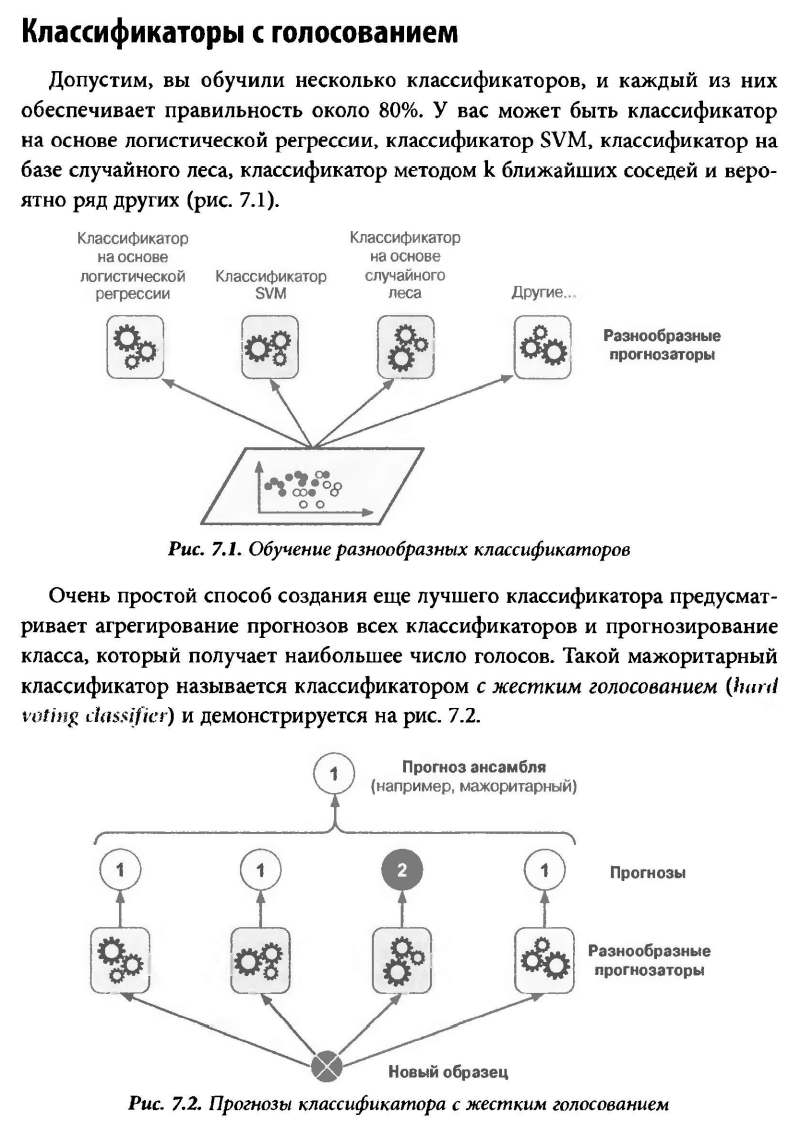 Классификаторы с голосованием
Допустим, вы обучили несколько классификаторов, и каждый из них
обеспечивает правильность около 80%. У вас может быть классификатор
на основе логистической регрессии, классификатор SVM, классификатор на
базе случайного леса, классификатор методом k ближайших соседей и веро-
ятно ряд других (рис. 7.1).
Классификатор
на основе
логистической
регрессии
Классификатор
SVM
Классификатор
на основе
случайного
леса
Другие...
Разнообразные
прогнозаторы
Рис. 7.1. Обучение разнообразных классификаторов
Очень простой способ создания еще лучшего классификатора предусмат-
ривает агрегирование прогнозов всех классификаторов и прогнозирование
класса, который получает наибольшее число голосов. Такой мажоритарный
классификатор называется классификатором с жестким голосованием (hard
voting classifier) и демонстрируется на рис. 7.2.
1
Прогноз ансамбля
(например, мажоритарный)
1 1 2 1
Прогнозы
Разнообразные
прогнозаторы
Новый образец
Рис. 7.2. Прогнозы классификатора с жестким голосованием